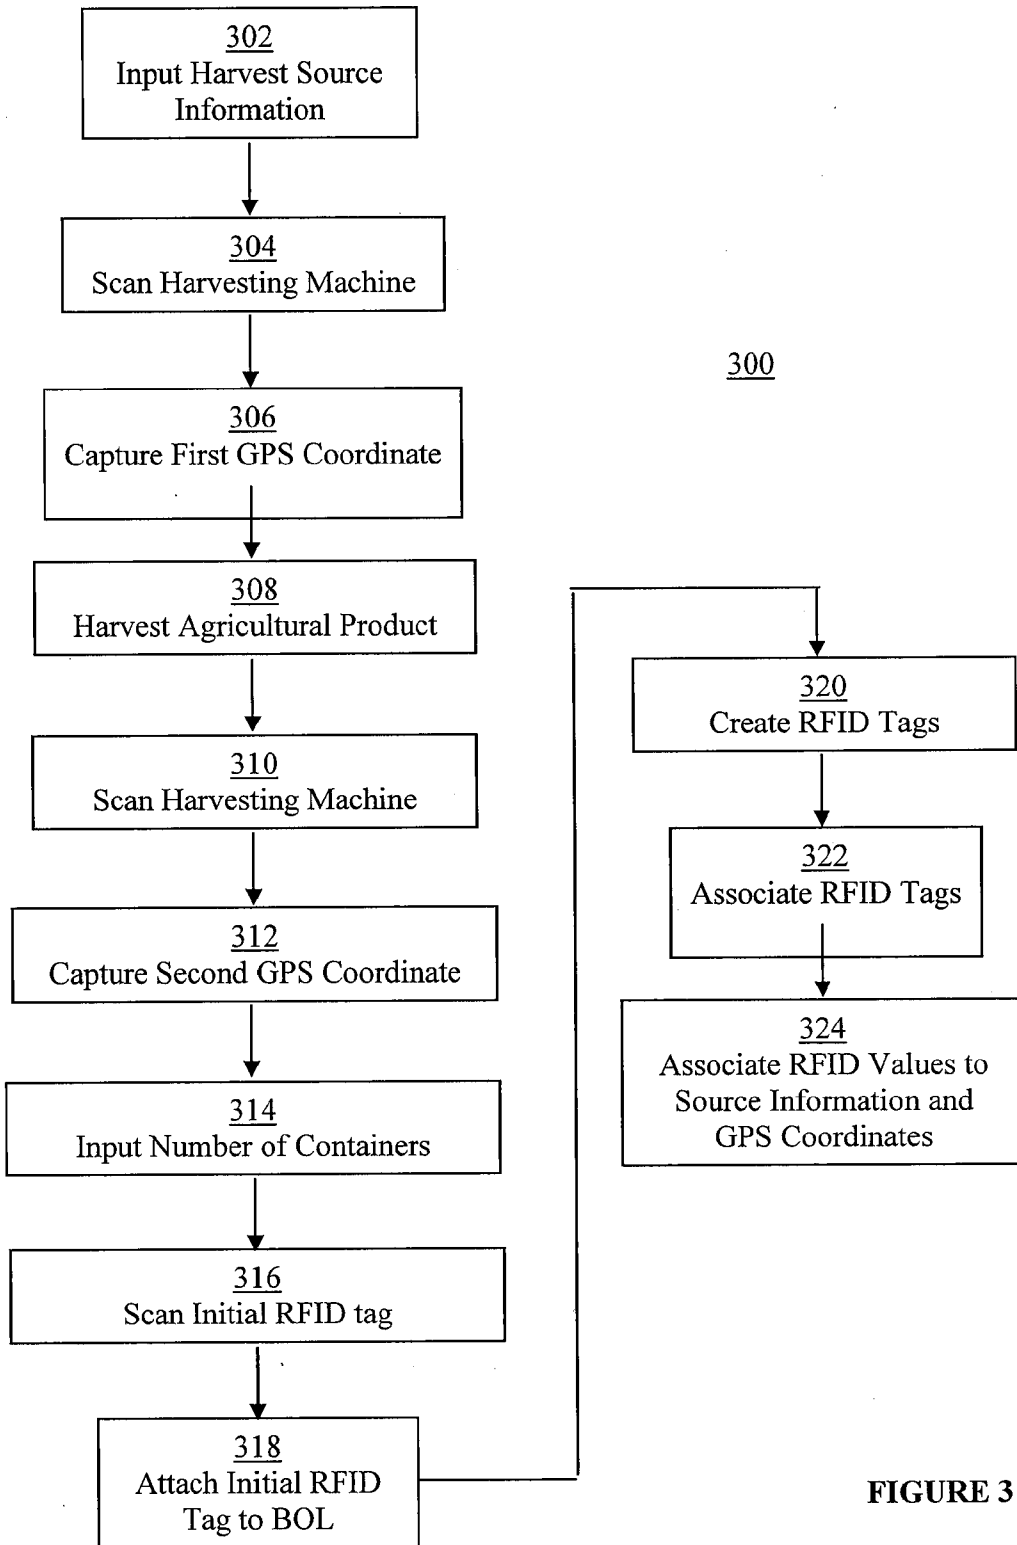 302
Input Harvest Source
Information
304
Scan Harvesting Machine
306
Capture First GPS Coordinate
308
Harvest Agricultural Product
310
Scan Harvesting Machine
312
Capture Second GPS Coordinate
314
Input Number of Containers
316
Scan Initial RFID tag
318
Attach Initial RFID
Tag to BOL
300
320
Create RFID Tags
322
Associate RFID Tags
324
Associate RFID Values to
Source Information and
GPS Coordinates
FIGURE 3